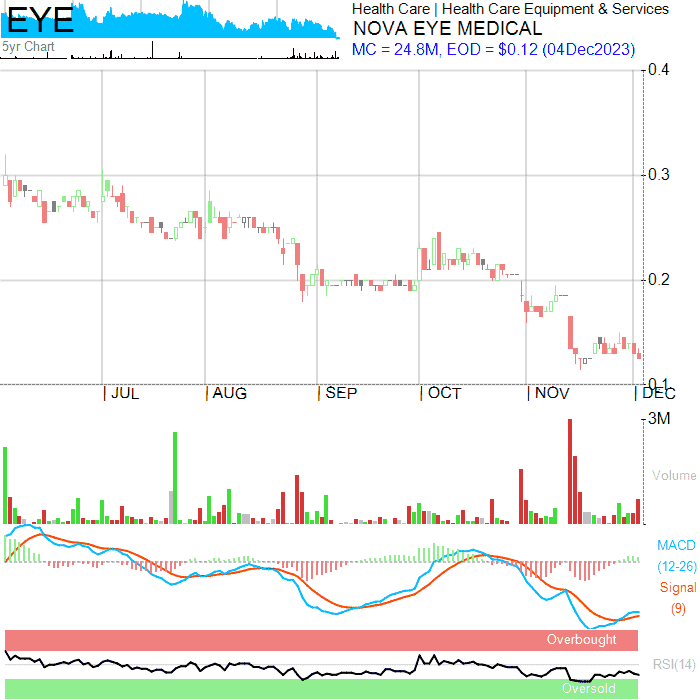 EYE
5yr Chart
Health Care | Health Care Equipment & Services
NOVA EYE MEDICAL
MC = 24.8M, EOD = $0.12 (04Dec2023)
0.4
0.3
0.2
0.1
| JUL | AUG | SEP | OCT | NOV | DEC
3M
Volume
MACD
(12-26)
Signal
(9)
Overbought
RSI(14)
Oversold